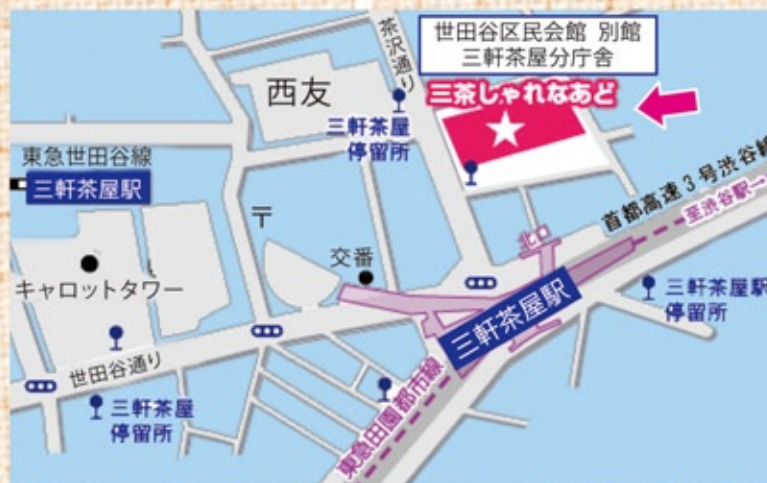 茶沢通り
世田谷区民会館 別館
三軒茶屋分庁舎
三茶しゃれなあど
西友
三軒茶屋
停留所
東急世田谷線
三軒茶屋駅
首都高速3号渋谷線
至渋谷駅→
〒
北口
交番
キャロットタワー
三軒茶屋駅
三軒茶屋駅
停留所
世田谷通り
三軒茶屋
停留所
東急田園都市線